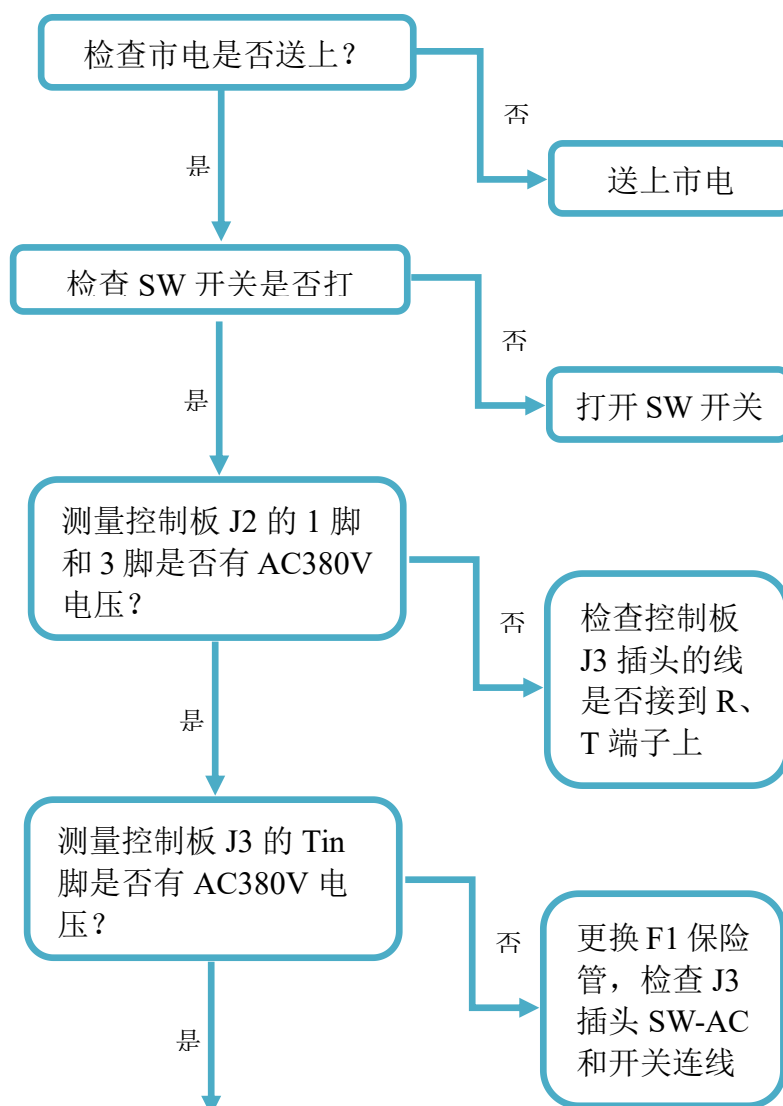 检查市电是否送上？
否
是
送上市电
检查 SW 开关是否打
否
是
打开 SW 开关
测量控制板 J2 的 1 脚
和 3 脚是否有 AC380V
电压？
否
检查控制板
J3 插头的线
是否接到 R、
T 端子上
是
测量控制板 J3 的 Tin
脚是否有 AC380V 电
压？
否
更换 F1 保险
管，检查 J3
插头 SW-AC
和开关连线
是